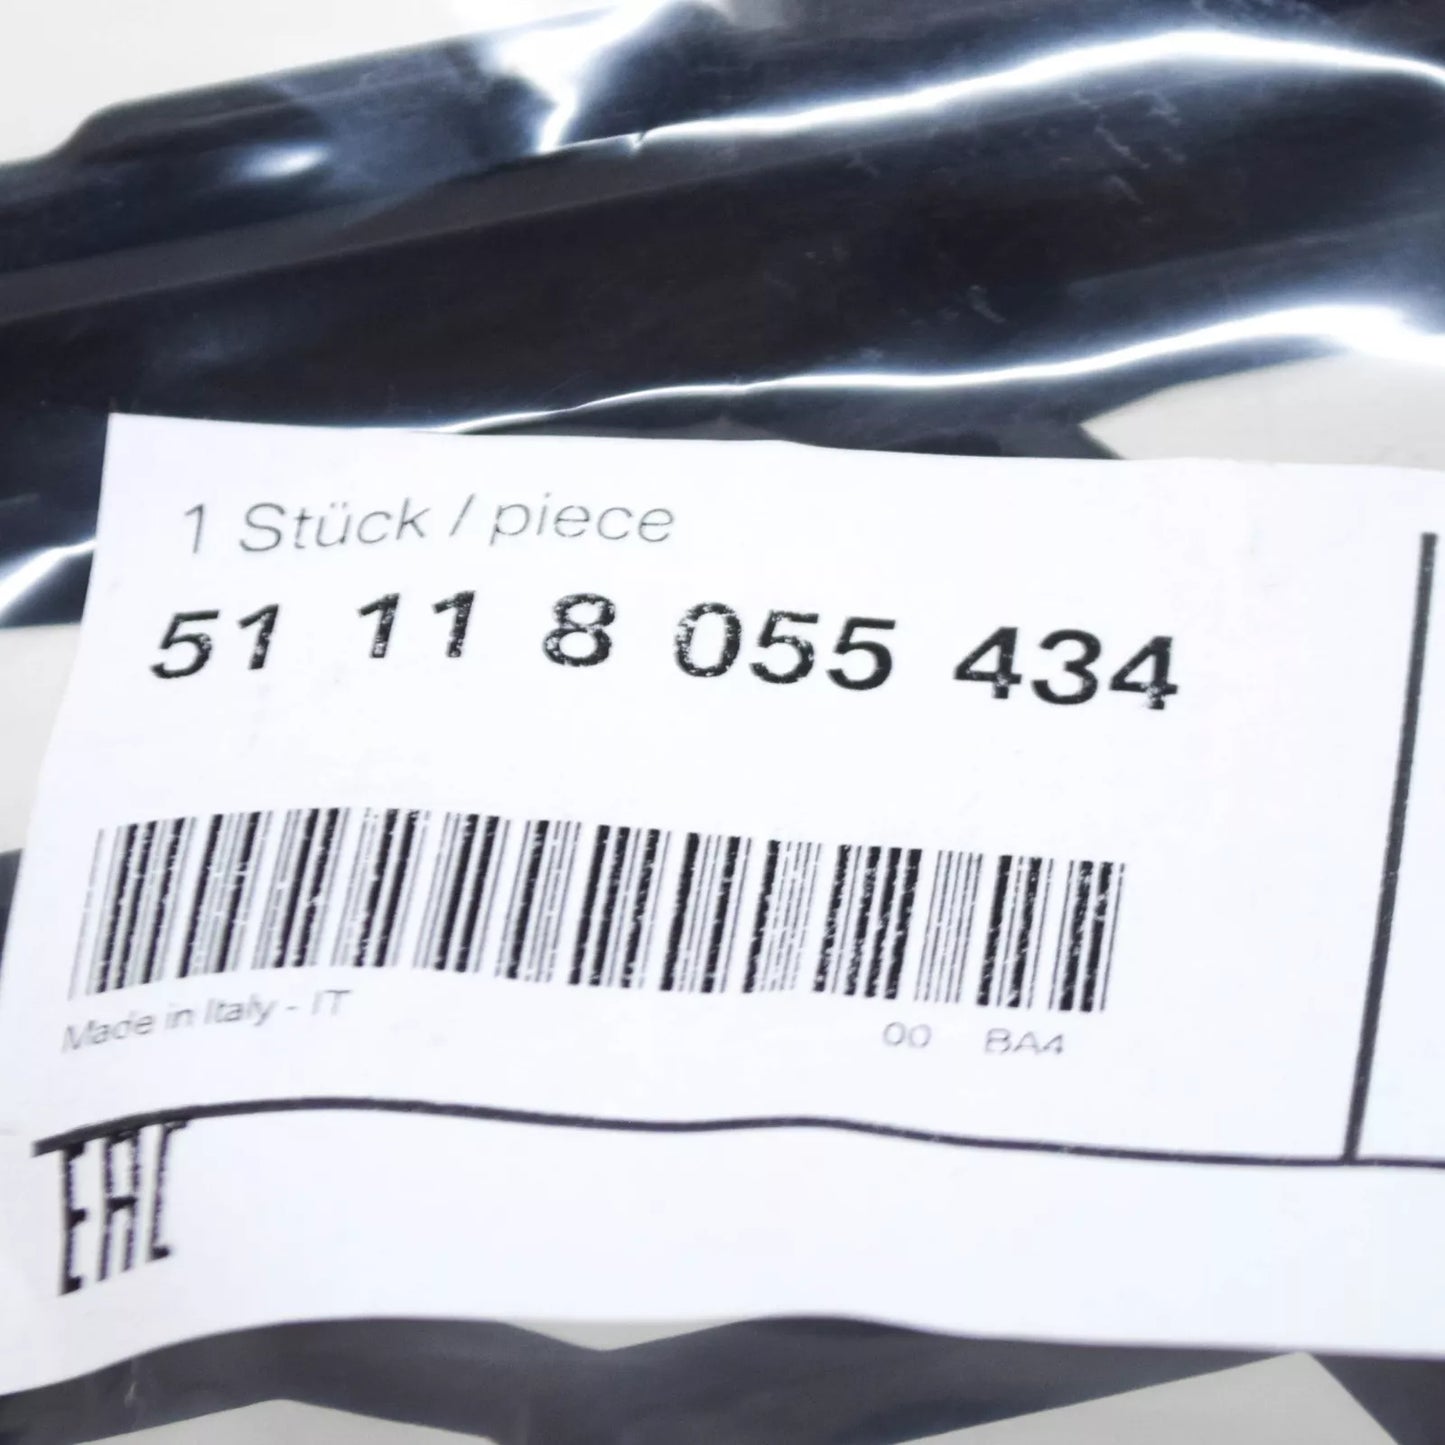 1 Stück / piece
51 11 8 055 434
Made in Italy - IT
00 BA4
EAC